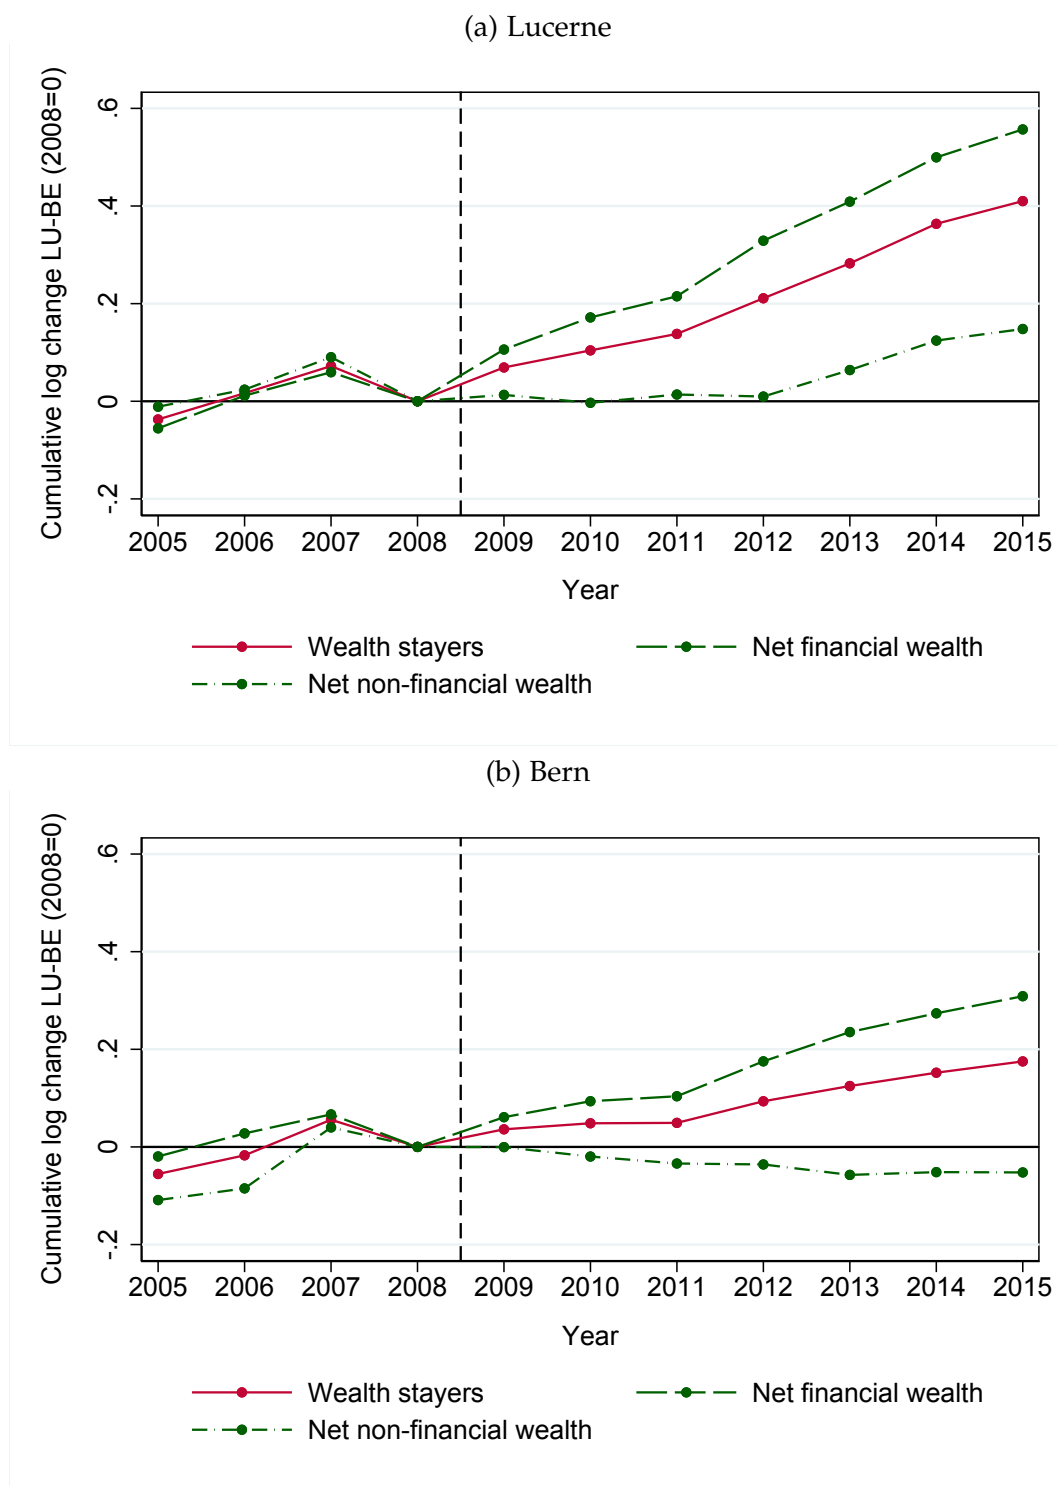 (a) Lucerne
Cumulative log change LU-BE (2008=0)
.6
.4
.2
0
-.2
2005 2006 2007 2008 2009 2010 2011 2012 2013 2014 2015
Year
Wealth stayers Net financial wealth
Net non-financial wealth
(b) Bern
Cumulative log change LU-BE (2008=0)
.6
.4
.2
0
-.2
2005 2006 2007 2008 2009 2010 2011 2012 2013 2014 2015
Year
Wealth stayers Net financial wealth
Net non-financial wealth